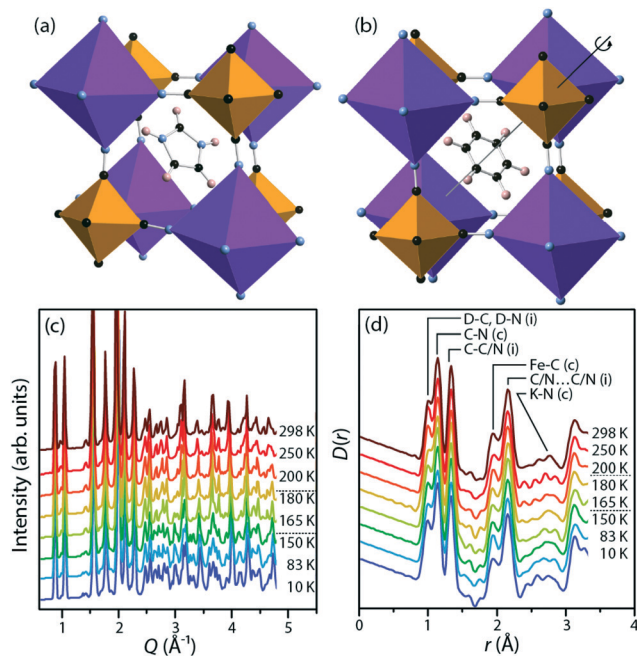 (a)
(b)
(c)
298 K
250 K
200 K
180 K
165 K
150 K
83 K
10 K
Intensity (arb. units)
1
2
3
4
5
Q (Å⁻¹)
(d)
D-C, D-N (i)
C-N (c)
C-C/N (i)
Fe-C (c)
C/N...C/N (i)
K-N (c)
298 K
250 K
200 K
180 K
165 K
150 K
83 K
10 K
D(r)
0
1
2
3
4
r (Å)